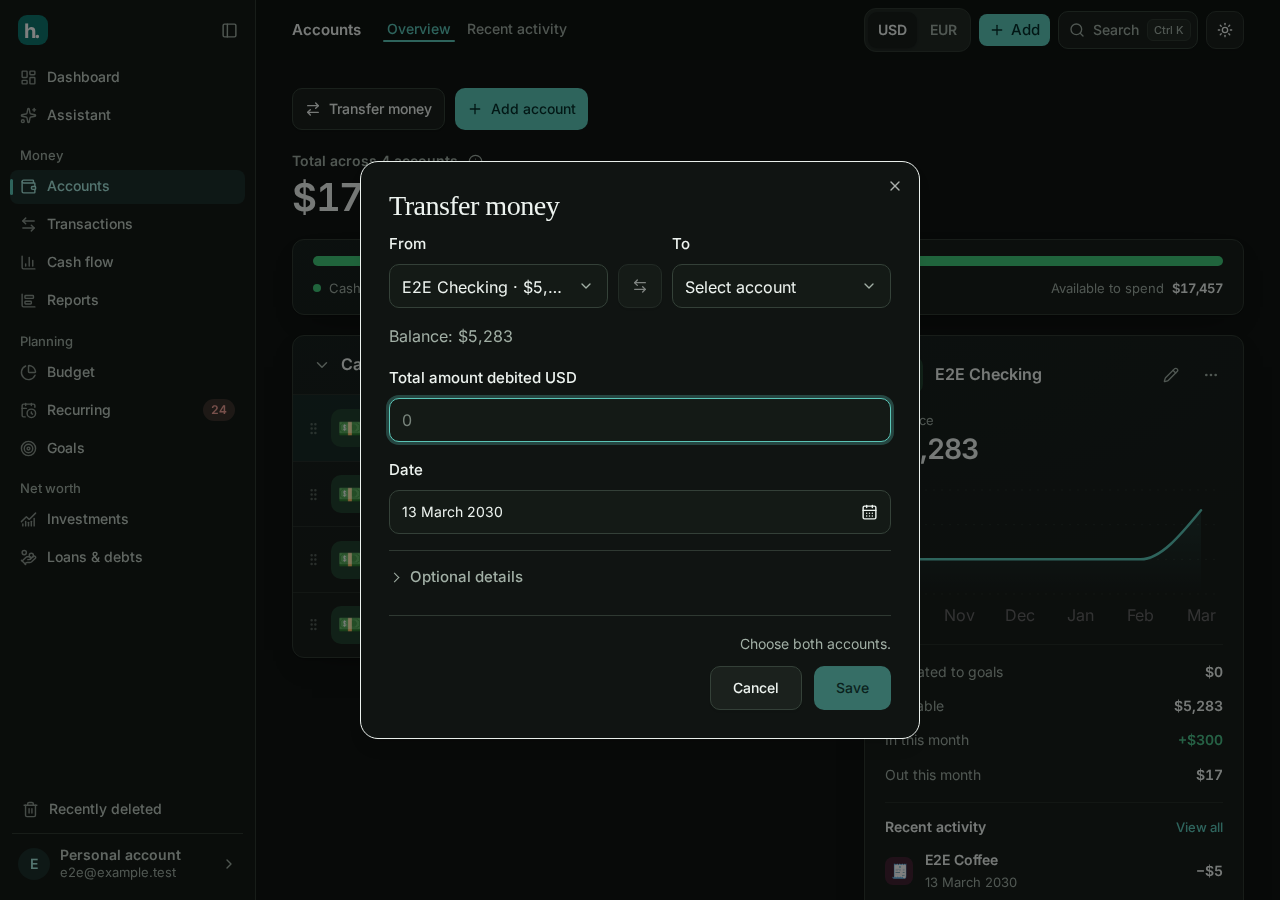 h.
Dashboard
Assistant
Money
Accounts
Transactions
Cash flow
Reports
Planning
Budget
Recurring 24
Goals
Net worth
Investments
Loans & debts
Recently deleted
E
Personal account
e2e@example.test
Accounts Overview Recent activity
USD EUR
Add
Search Ctrl K
Transfer money
Add account
Total across 4 accounts
$17
Cash
Available to spend $17,457
Ca
Transfer money
From
To
E2E Checking · $5,...
Select account
Balance: $5,283
Total amount debited USD
0
Date
13 March 2030
Optional details
Choose both accounts.
Cancel
Save
E2E Checking
,283
Nov Dec Jan Feb Mar
to goals $0
$5,283
In this month +$300
Out this month $17
Recent activity View all
E2E Coffee
13 March 2030
−$5